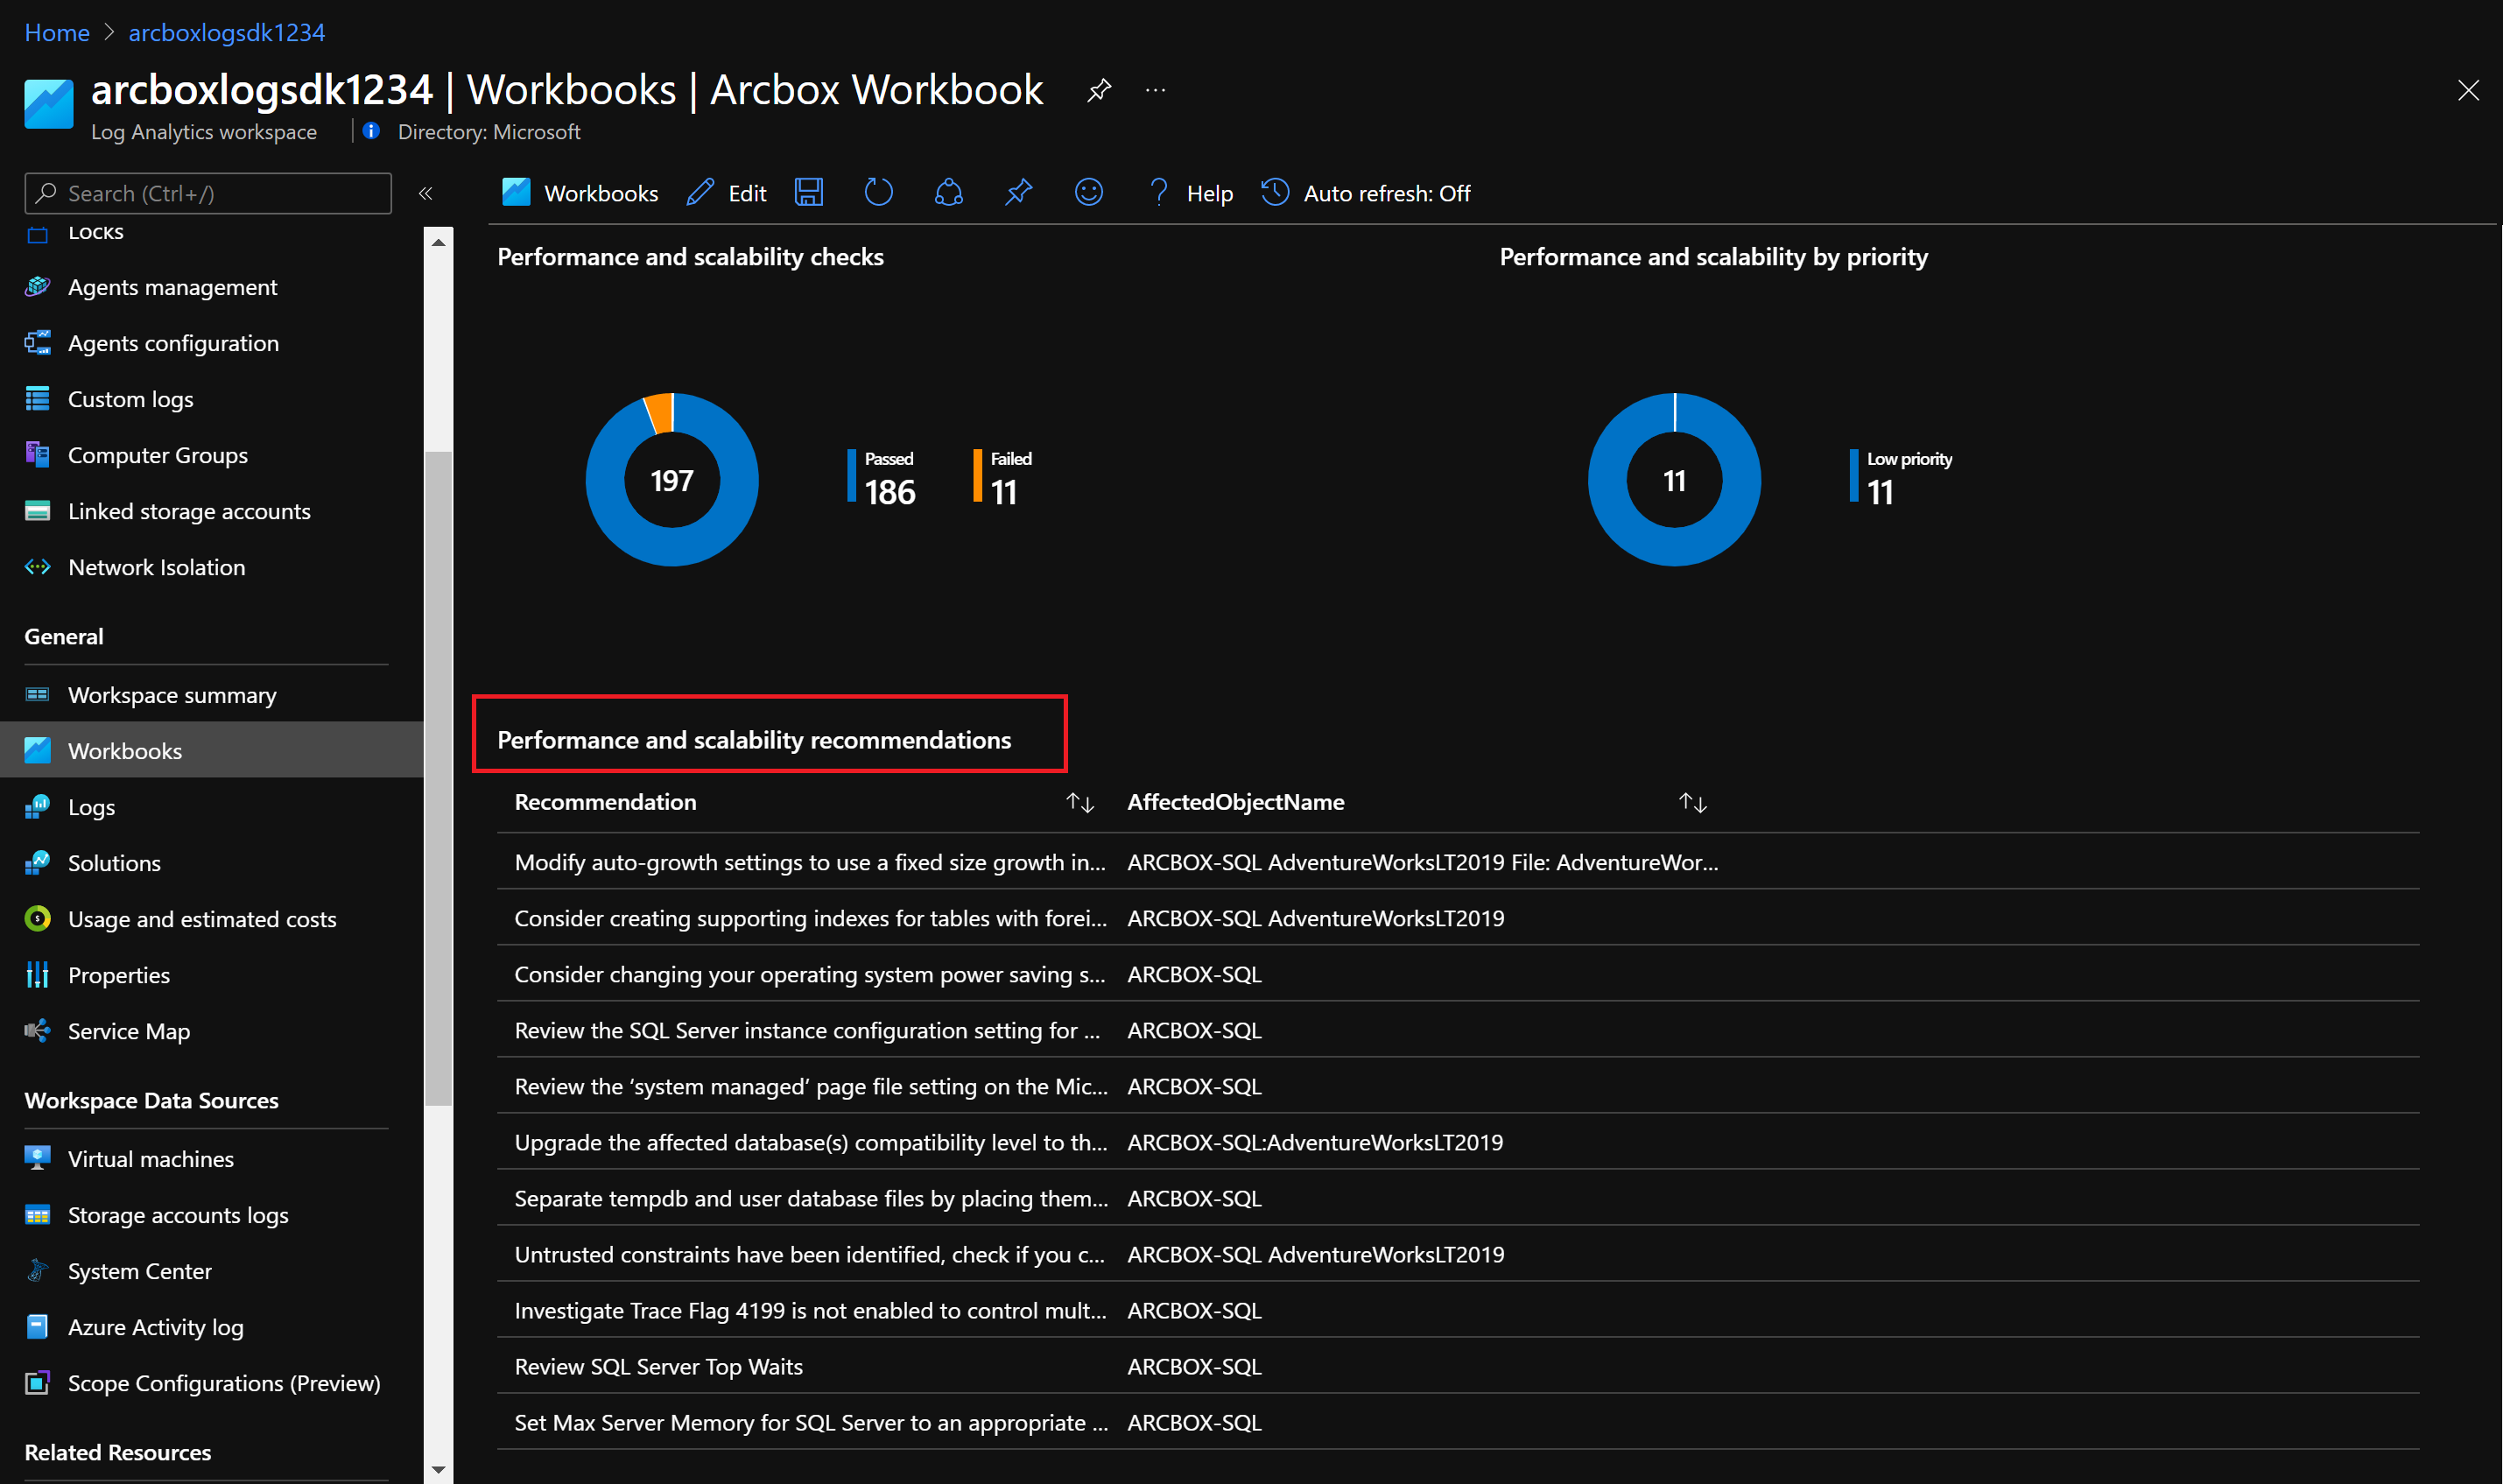 Home > arcboxlogsdk1234
arcboxlogsdk1234 | Workbooks | Arcbox Workbook ...
Log Analytics workspace | Directory: Microsoft
Search (Ctrl+/)
«
Workbooks
Edit
Help
Auto refresh: Off
Locks
Agents management
Agents configuration
Custom logs
Computer Groups
Linked storage accounts
Network Isolation
General
Workspace summary
Workbooks
Logs
Solutions
Usage and estimated costs
Properties
Service Map
Workspace Data Sources
Virtual machines
Storage accounts logs
System Center
Azure Activity log
Scope Configurations (Preview)
Related Resources
Performance and scalability checks
197
Passed
186
Failed
11
Performance and scalability by priority
11
Low priority
11
Performance and scalability recommendations
Recommendation ↑↓ AffectedObjectName ↑↓
Modify auto-growth settings to use a fixed size growth in... ARCBOX-SQL AdventureWorksLT2019 File: AdventureWor...
Consider creating supporting indexes for tables with forei... ARCBOX-SQL AdventureWorksLT2019
Consider changing your operating system power saving s... ARCBOX-SQL
Review the SQL Server instance configuration setting for ... ARCBOX-SQL
Review the ‘system managed’ page file setting on the Mic... ARCBOX-SQL
Upgrade the affected database(s) compatibility level to th... ARCBOX-SQL:AdventureWorksLT2019
Separate tempdb and user database files by placing them... ARCBOX-SQL
Untrusted constraints have been identified, check if you c... ARCBOX-SQL AdventureWorksLT2019
Investigate Trace Flag 4199 is not enabled to control mult... ARCBOX-SQL
Review SQL Server Top Waits ARCBOX-SQL
Set Max Server Memory for SQL Server to an appropriate ... ARCBOX-SQL